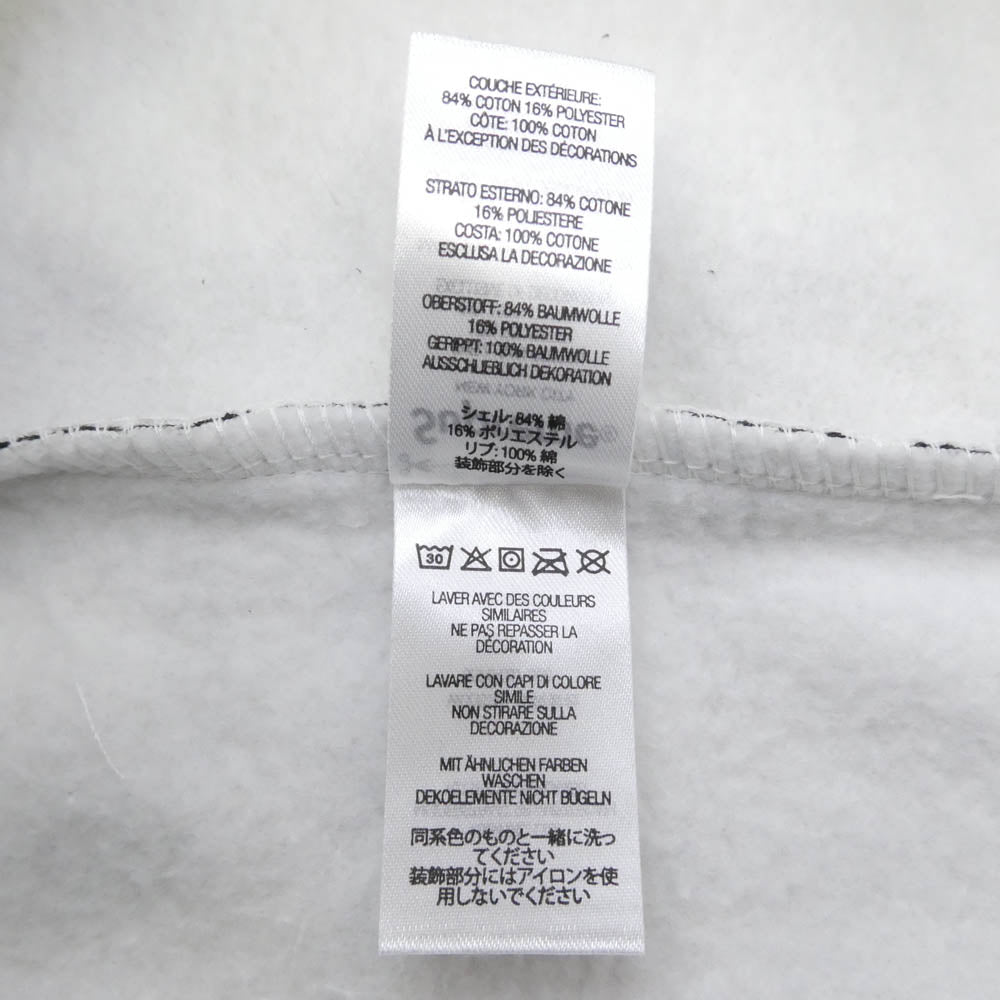 COUCHE EXTÉRIEURE:
84% COTON 16% POLYESTER
CÔTE: 100% COTON
À L'EXCEPTION DES DÉCORATIONS
STRATO ESTERNO: 84% COTONE
16% POLIESTERE
COSTA: 100% COTONE
ESCLUSA LA DECORAZIONE
OBERSTOFF: 84% BAUMWOLLE
16% POLYESTER
GERIPPT: 100% BAUMWOLLE
AUSSCHLIEBLICH DEKORATION
シェル: 84% 綿
16% ポリエステル
リブ: 100% 綿
装飾部分を除く
30
LAVER AVEC DES COULEURS
SIMILAIRES
NE PAS REPASSER LA
DÉCORATION
LAVARE CON CAPI DI COLORE
SIMILE
NON STIRARE SULLA
DECORAZIONE
MIT ÄHNLICHEN FARBEN
WASCHEN
DEKOELEMENTE NICHT BÜGELN
同系色のものと一緒に洗っ
てください
装飾部分にはアイロンを使
用しないでください